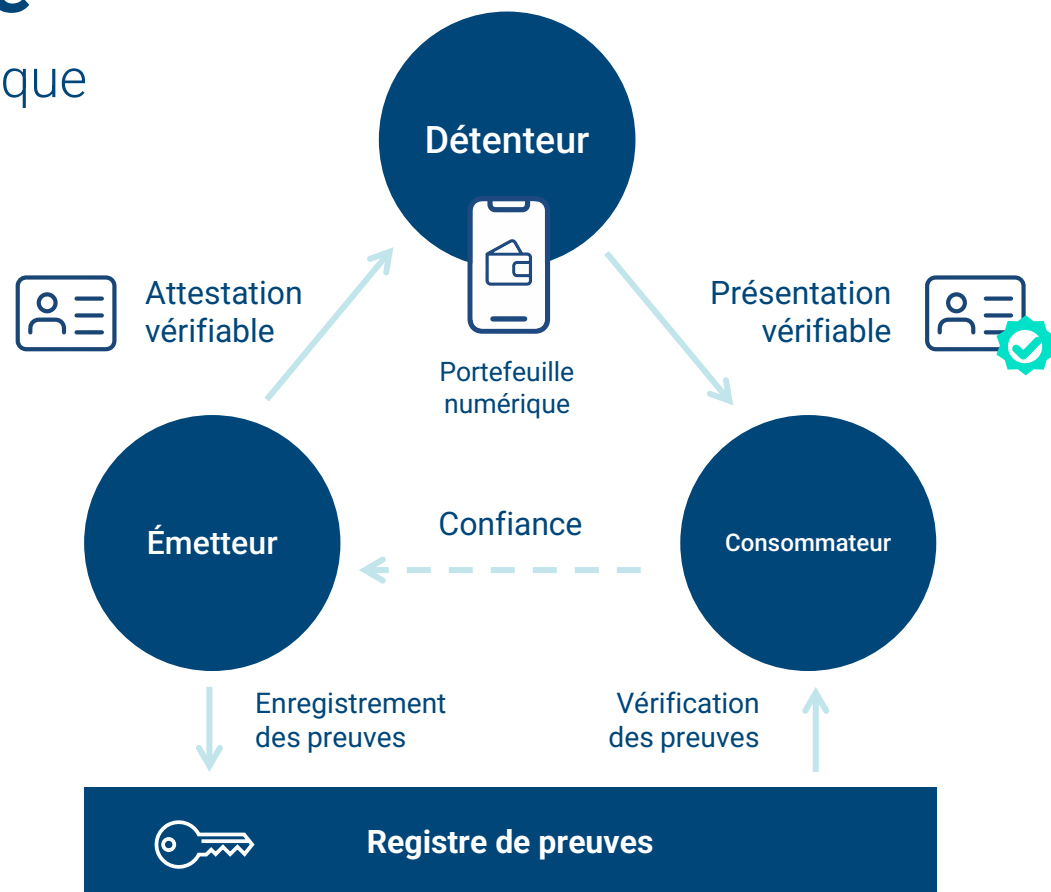 que
Détenteur
Attestation
vérifiable
Présentation
vérifiable
Portefeuille
numérique
Émetteur
Confiance
Consommateur
Enregistrement
des preuves
Vérification
des preuves
Registre de preuves